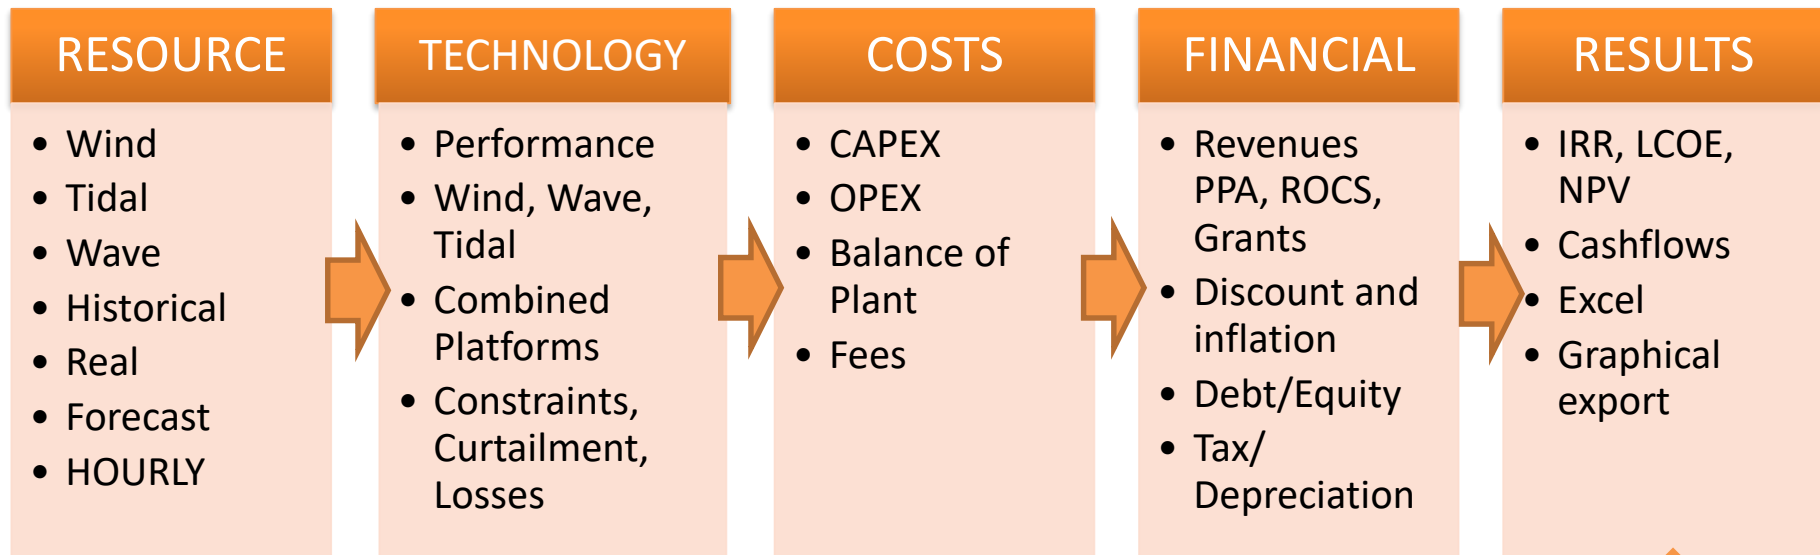 RESOURCE
• Wind
• Tidal
• Wave
• Historical
• Real
• Forecast
• HOURLY
TECHNOLOGY
• Performance
• Wind, Wave,
Tidal
• Combined
Platforms
• Constraints,
Curtailment,
Losses
COSTS
• CAPEX
• OPEX
• Balance of
Plant
• Fees
FINANCIAL
• Revenues
PPA, ROCS,
Grants
• Discount and
inflation
• Debt/Equity
• Tax/
Depreciation
RESULTS
• IRR, LCOE,
NPV
• Cashflows
• Excel
• Graphical
export